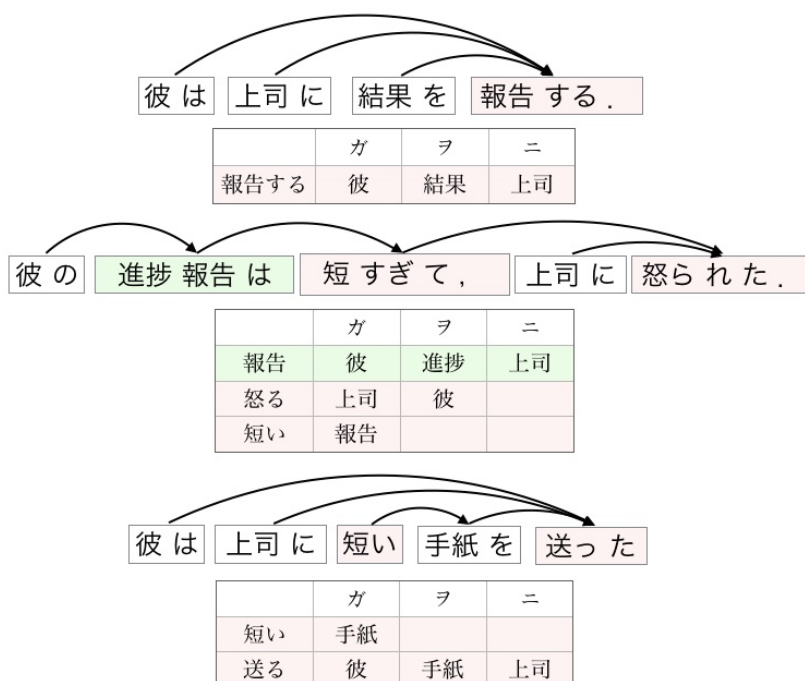 彼 は 上司 に 結果 を 報告 する .
ガ ヲ ニ
報告する 彼 結果 上司
彼 の 進捗 報告 は 短 すぎ て , 上司 に 怒ら れ た .
ガ ヲ ニ
報告 彼 進捗 上司
怒る 上司 彼
短い 報告
彼 は 上司 に 短い 手紙 を 送っ た
ガ ヲ ニ
短い 手紙
送る 彼 手紙 上司